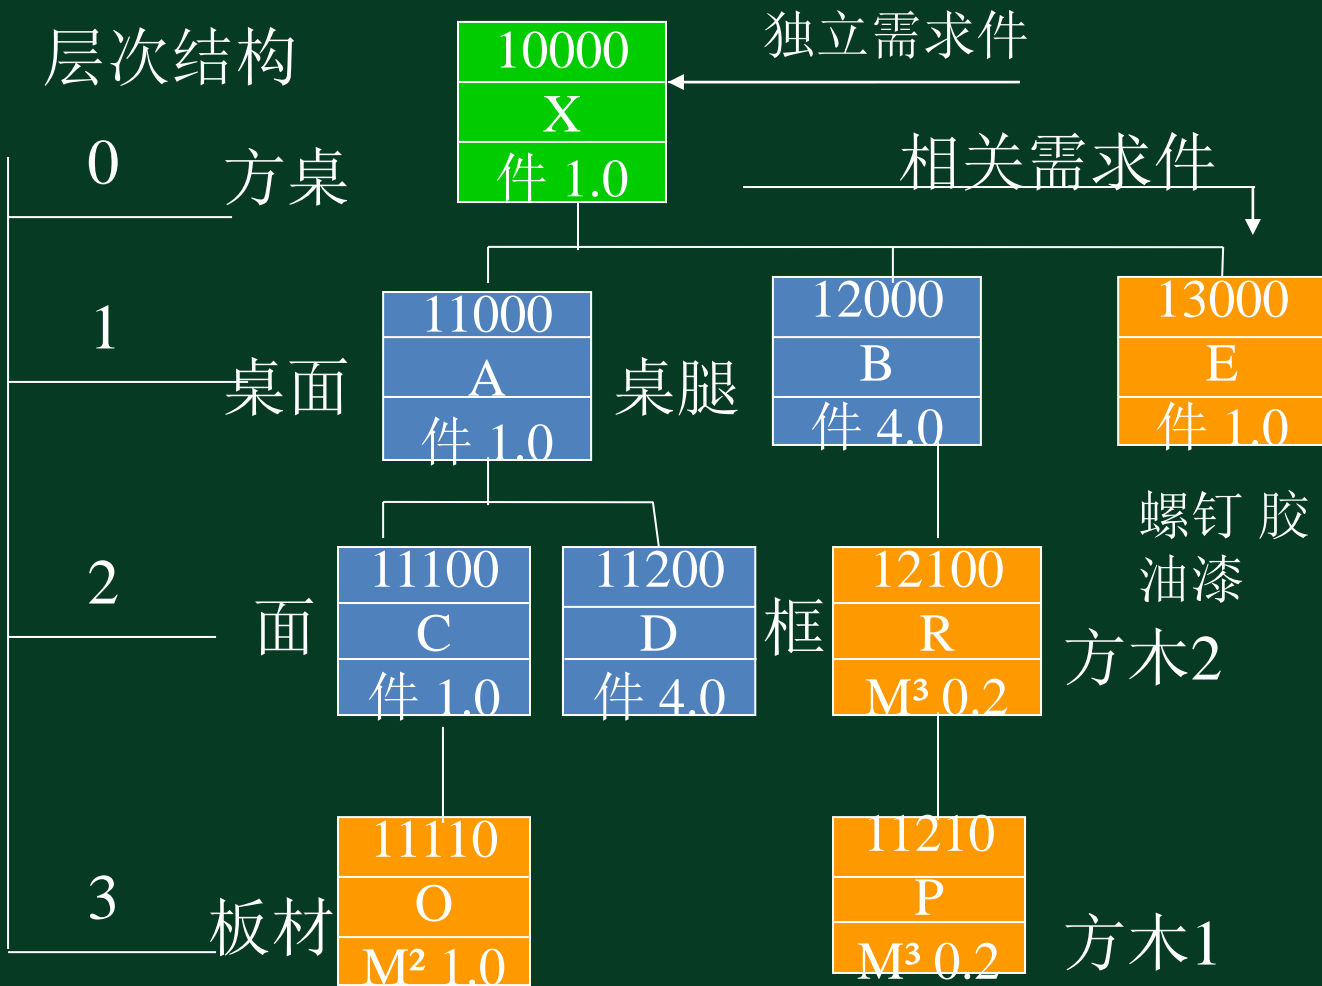 层次结构
10000
X
件 1.0
独立需求件
相关需求件
0
方桌
1
桌面
11000
A
件 1.0
桌腿
12000
B
件 4.0
13000
E
件 1.0
螺钉 胶
油漆
2
面
11100
C
件 1.0
11200
D
件 4.0
框
12100
R
M³ 0.2
方木2
3
板材
11110
O
M² 1.0
11210
P
M³ 0.2
方木1